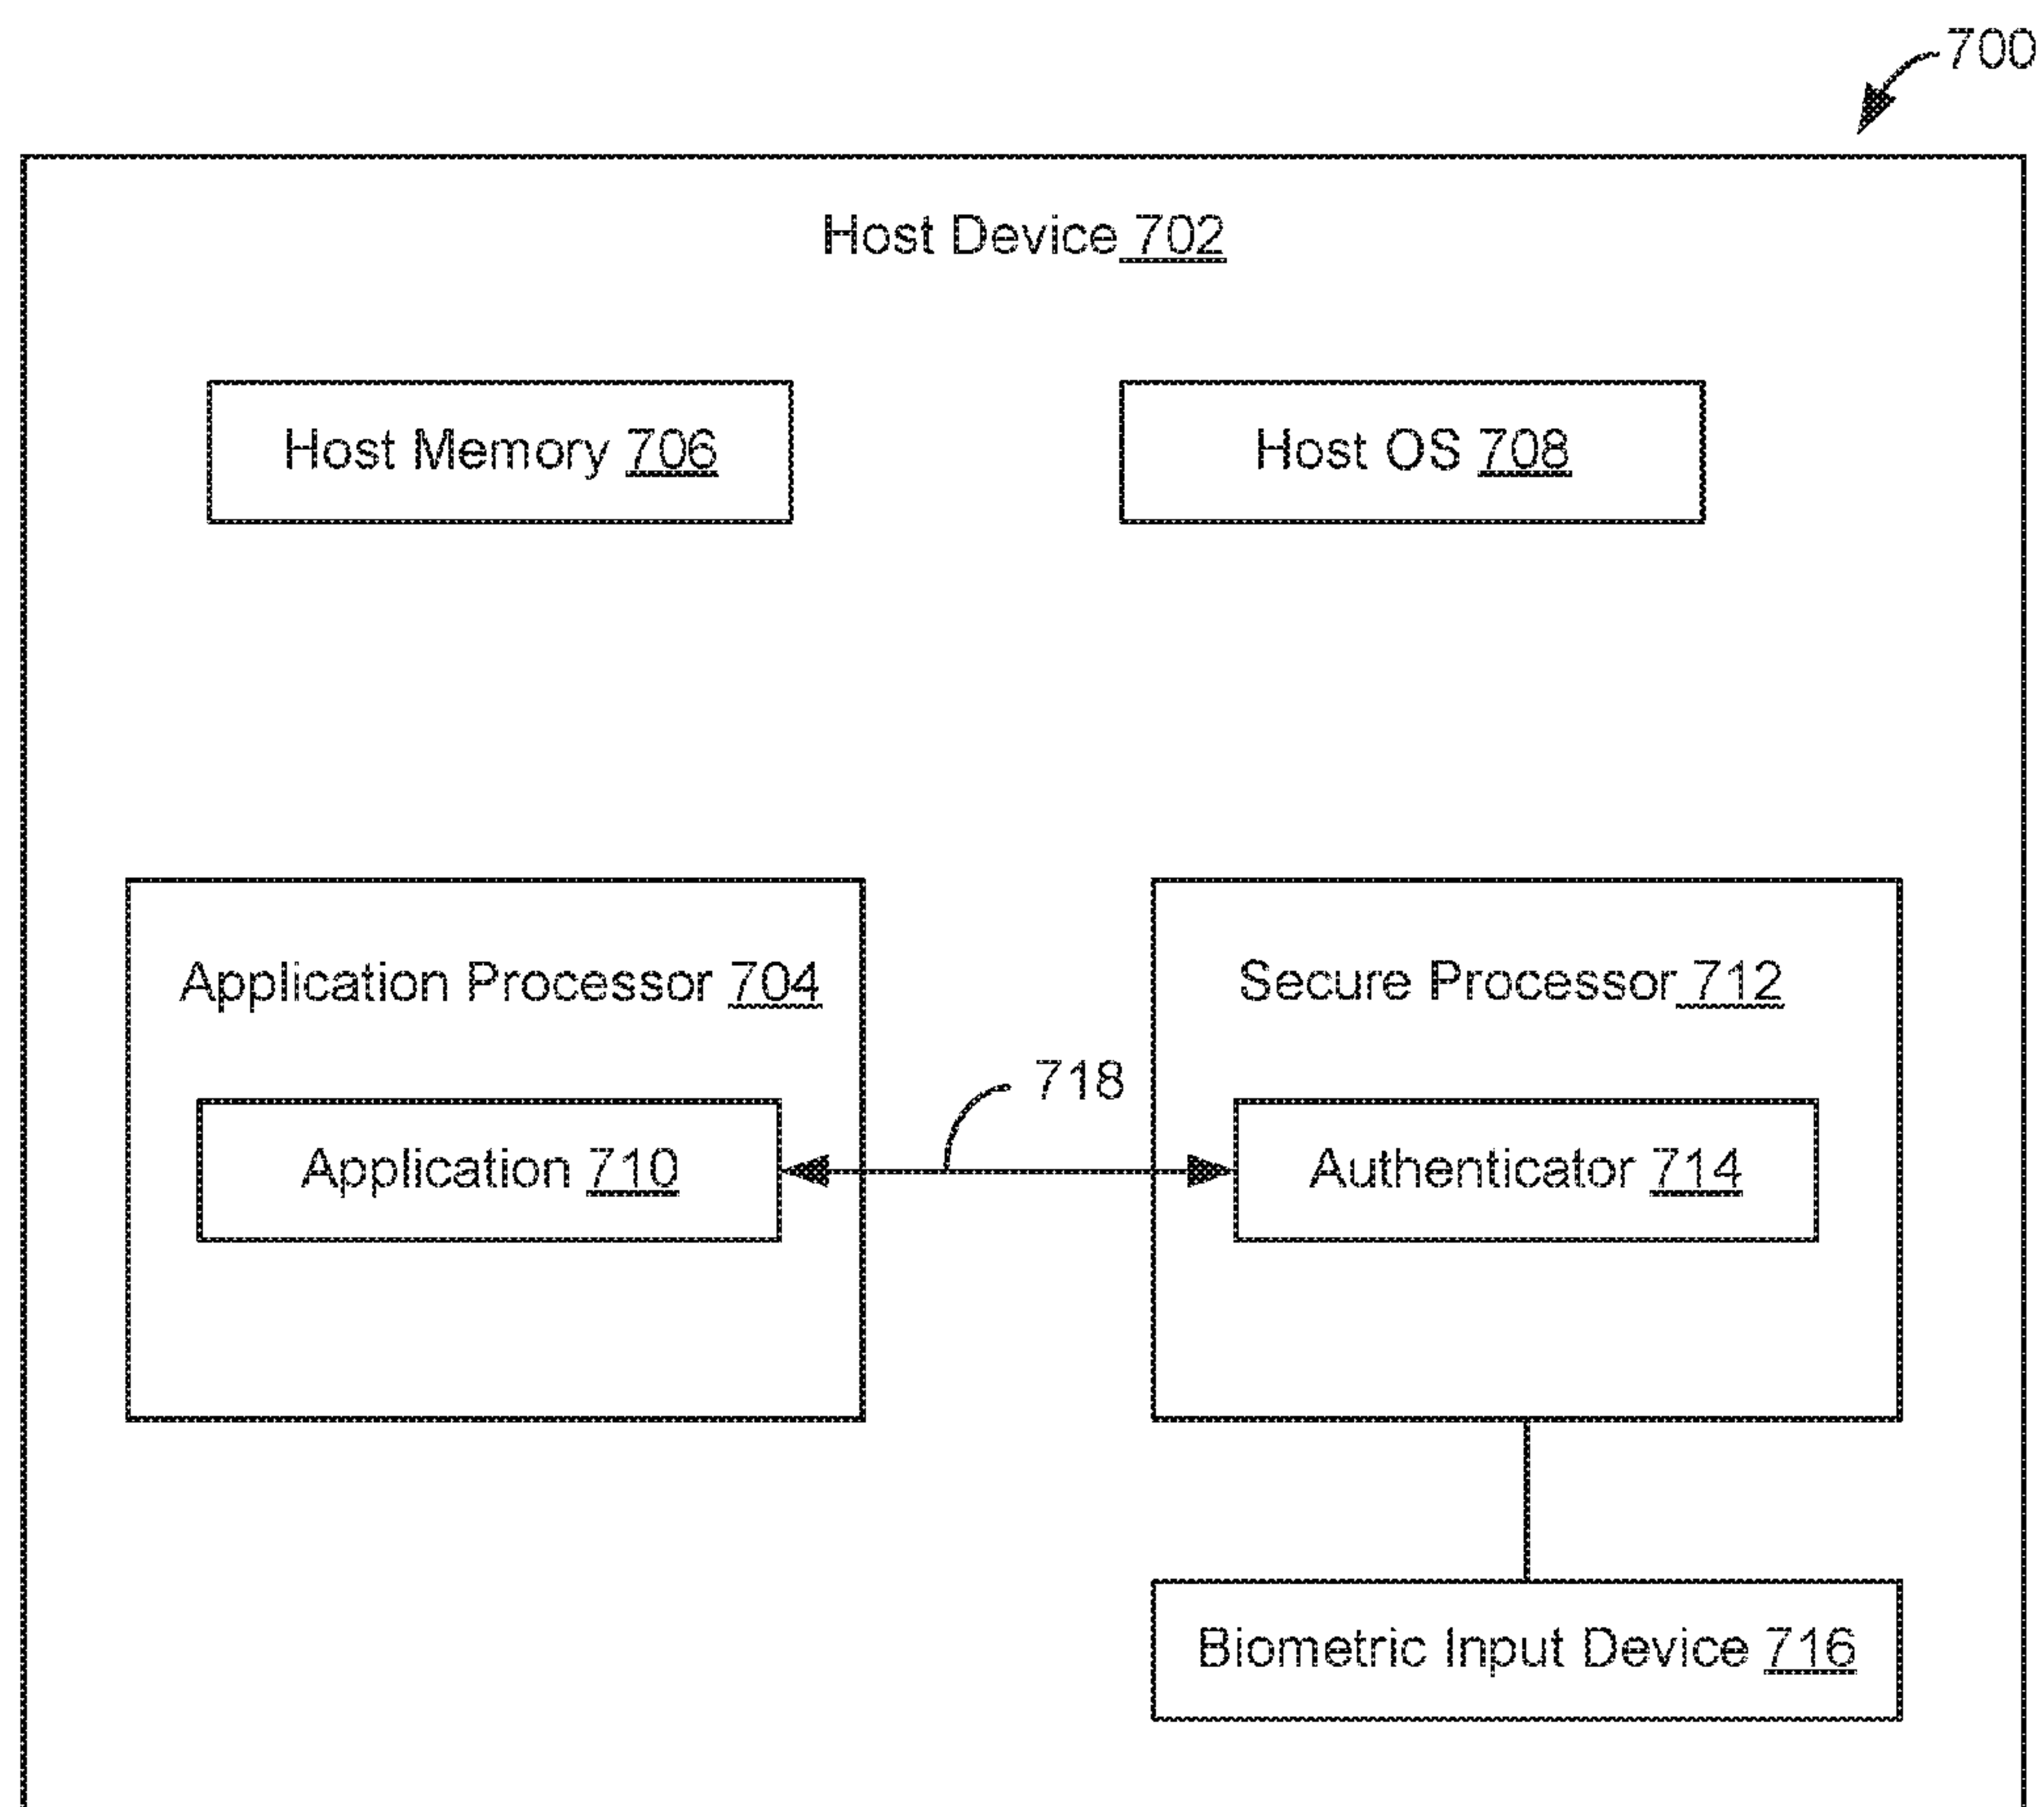 700
Host Device 702
Host Memory 706
Host OS 708
Application Processor 704
Secure Processor 712
718
Application 710
Authenticator 714
Biometric Input Device 716